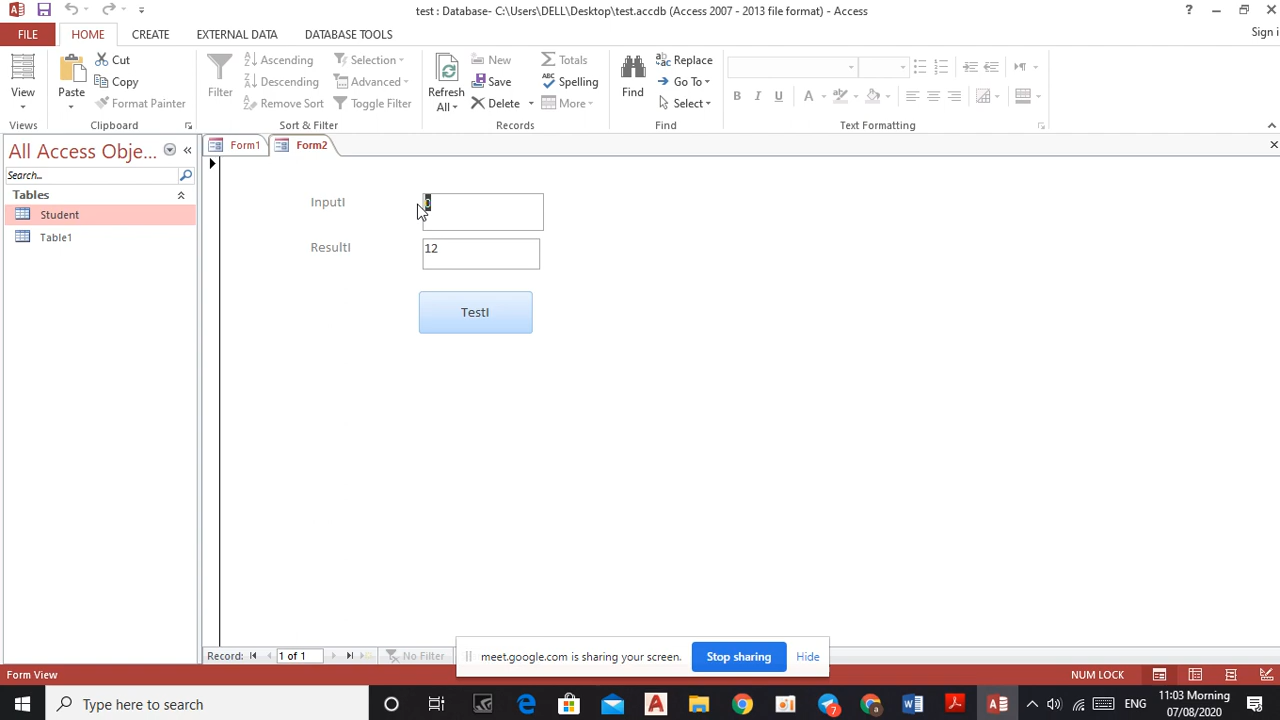 test : Database- C:\Users\DELL\Desktop\test.accdb (Access 2007 - 2013 file format) - Access
?
FILE HOME CREATE EXTERNAL DATA DATABASE TOOLS
Sign i
View
Views
Paste
Cut
Copy
Format Painter
Clipboard
Filter
Ascending
Descending
Remove Sort
Selection
Advanced
Toggle Filter
Sort & Filter
Refresh
All
New
Save
Delete
Totals
Spelling
More
Records
Find
Replace
Go To
Select
Find
B I U A
Text Formatting
All Access Obje...
Search...
Tables
Student
Table1
Form1 Form2
InputI 0
ResultI 12
TestI
Record: 1 of 1 No Filter
meet.google.com is sharing your screen. Stop sharing Hide
Form View
NUM LOCK
Type here to search
7
ENG
11:03 Morning
07/08/2020